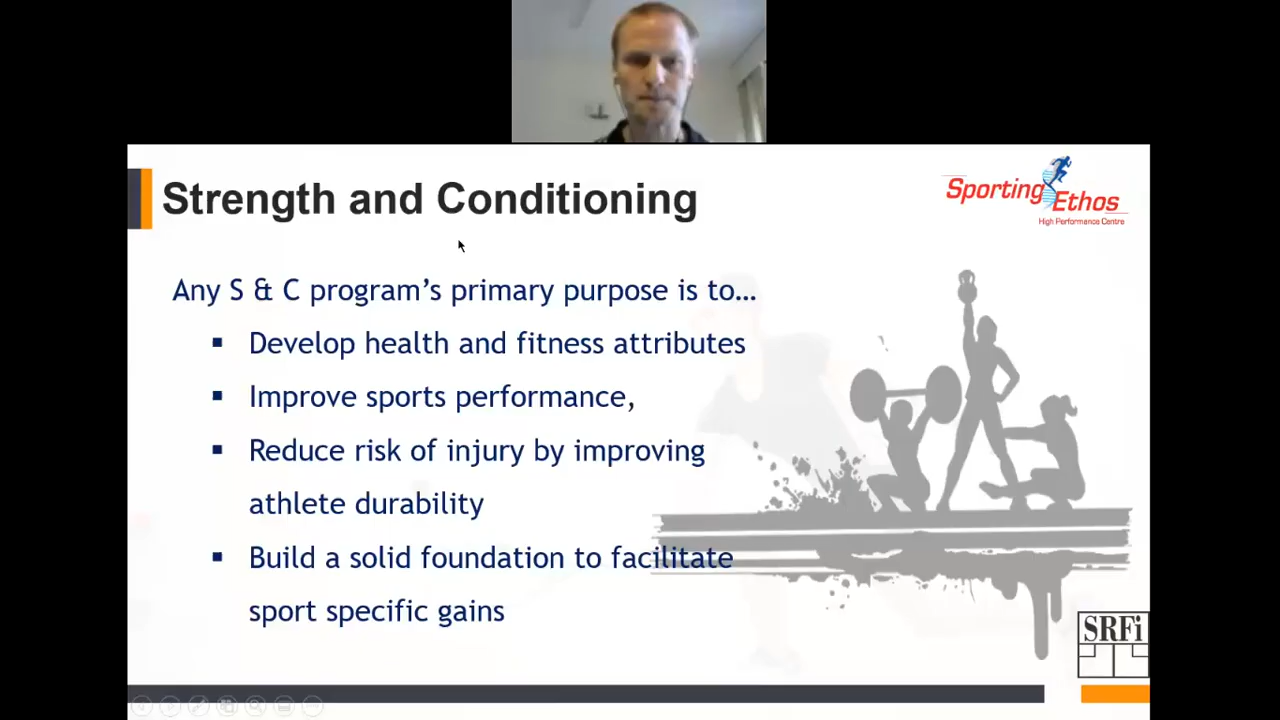 Strength and Conditioning
Sporting
Ethos
High Performance Centre
Any S & C program’s primary purpose is to…
Develop health and fitness attributes
Improve sports performance,
Reduce risk of injury by improving
athlete durability
Build a solid foundation to facilitate
sport specific gains
SRFi